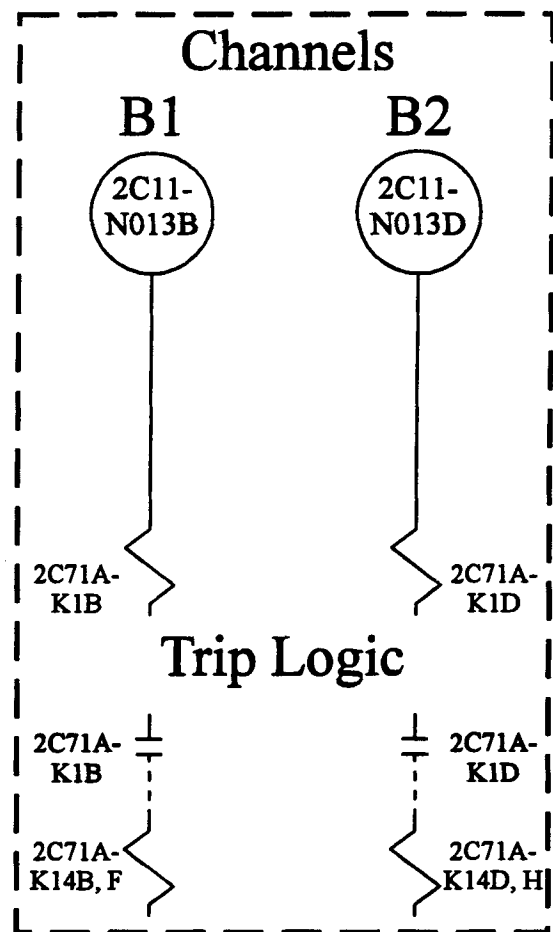 Channels
B1
B2
2C11-
N013B
2C11-
N013D
2C71A-
K1B
2C71A-
K1D
Trip Logic
2C71A-
K1B
2C71A-
K1D
2C71A-
K14B, F
2C71A-
K14D, H